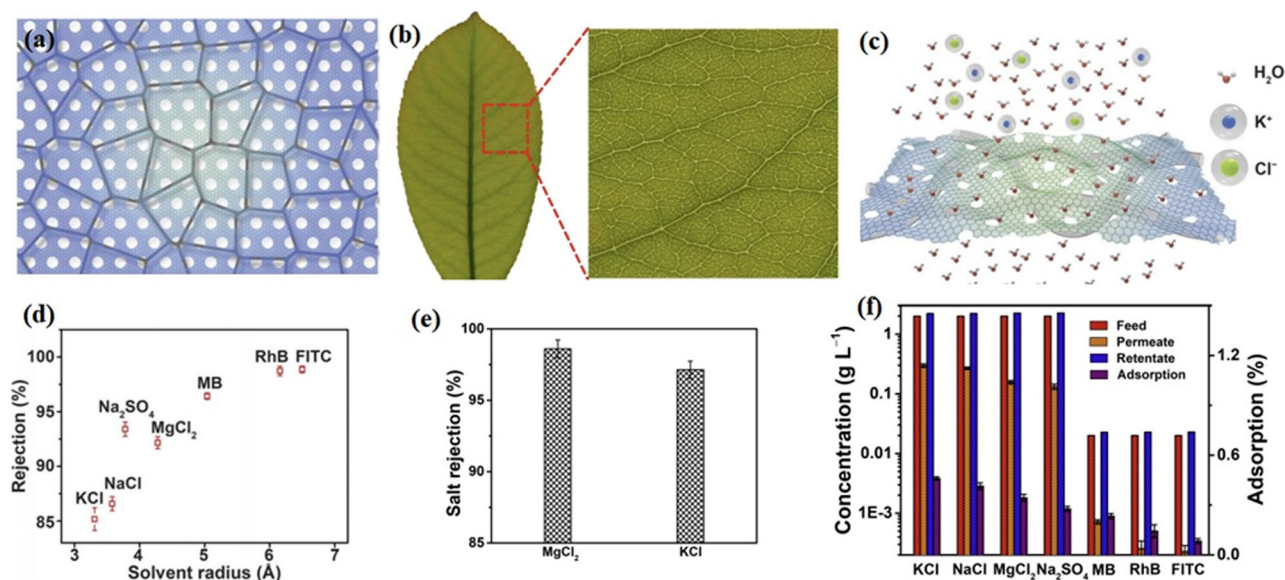 (a)
(b)
(c)
H₂O
K⁺
Cl⁻
(d)
100
95
90
85
Rejection (%)
KCl
NaCl
Na₂SO₄
MgCl₂
MB
RhB
FITC
3
4
5
6
7
Solvent radius (Å)
(e)
100
95
90
85
Salt rejection (%)
MgCl₂
KCl
(f)
Feed
Permeate
Retentate
Adsorption
Concentration (g L⁻¹)
1
0.1
0.01
1E-3
1.2
0.6
0.0
Adsorption (%)
KCl
NaCl
MgCl₂
Na₂SO₄
MB
RhB
FITC